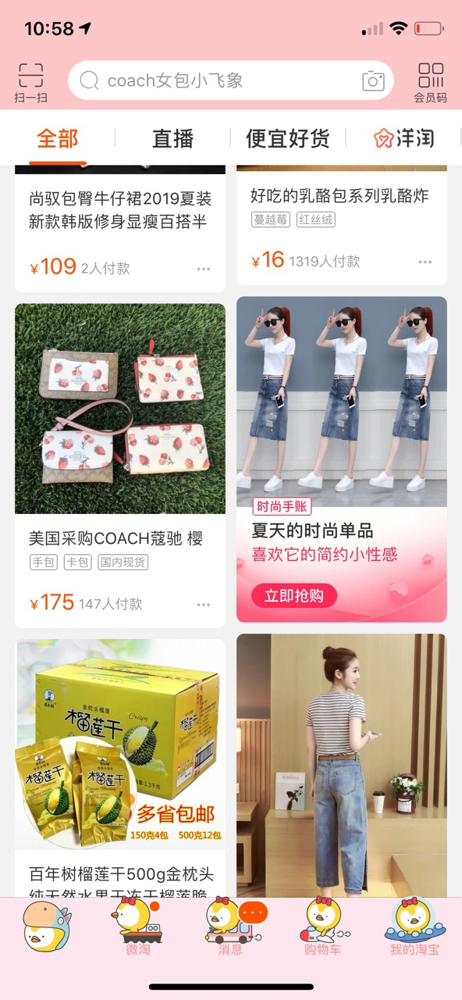 10:58
扫一扫
coach女包小飞象
会员码
全部
直播
便宜好货
洋淘
尚驭包臀牛仔裙2019夏装
新款韩版修身显瘦百搭半
¥109 2人付款
好吃的乳酪包系列乳酪炸
蔓越莓 红丝绒
¥16 1319人付款
美国采购COACH蔻驰 樱
手包 卡包 国内现货
¥175 147人付款
时尚手账
夏天的时尚单品
喜欢它的简约小性感
立即抢购
金枕头榴莲
榴莲干
Crispy
榴莲干
榴莲干
榴莲干
多省包邮
150克4包 500克12包
百年树榴莲干500g金枕头
纯天然水果干冻干榴莲脆
微淘
消息
购物车
我的淘宝